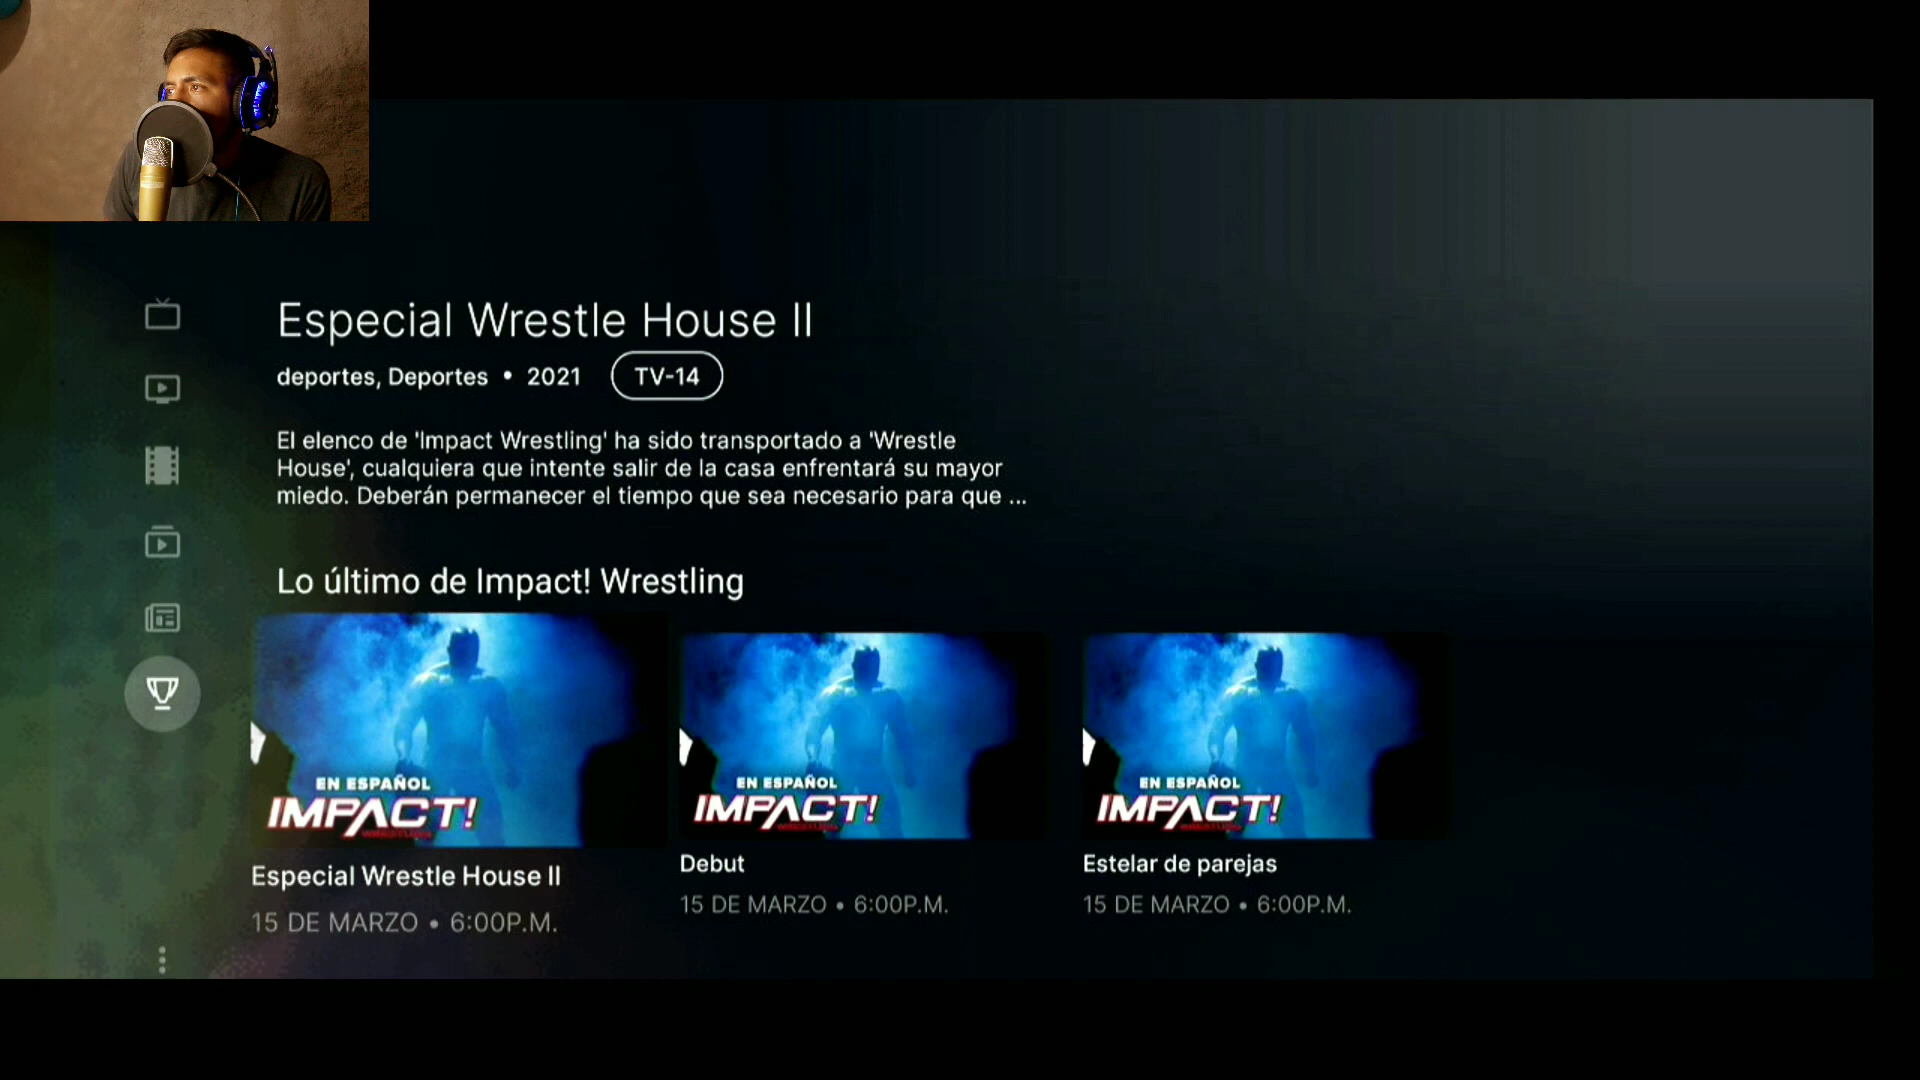 Especial Wrestle House II
deportes, Deportes • 2021 TV-14
El elenco de 'Impact Wrestling' ha sido transportado a 'Wrestle
House', cualquiera que intente salir de la casa enfrentará su mayor
miedo. Deberán permanecer el tiempo que sea necesario para que ...
Lo último de Impact! Wrestling
EN ESPAÑOL
IMPACT!
WRESTLING
Especial Wrestle House II
15 DE MARZO • 6:00P.M.
EN ESPAÑOL
IMPACT!
WRESTLING
Debut
15 DE MARZO • 6:00P.M.
EN ESPAÑOL
IMPACT!
WRESTLING
Estelar de parejas
15 DE MARZO • 6:00P.M.